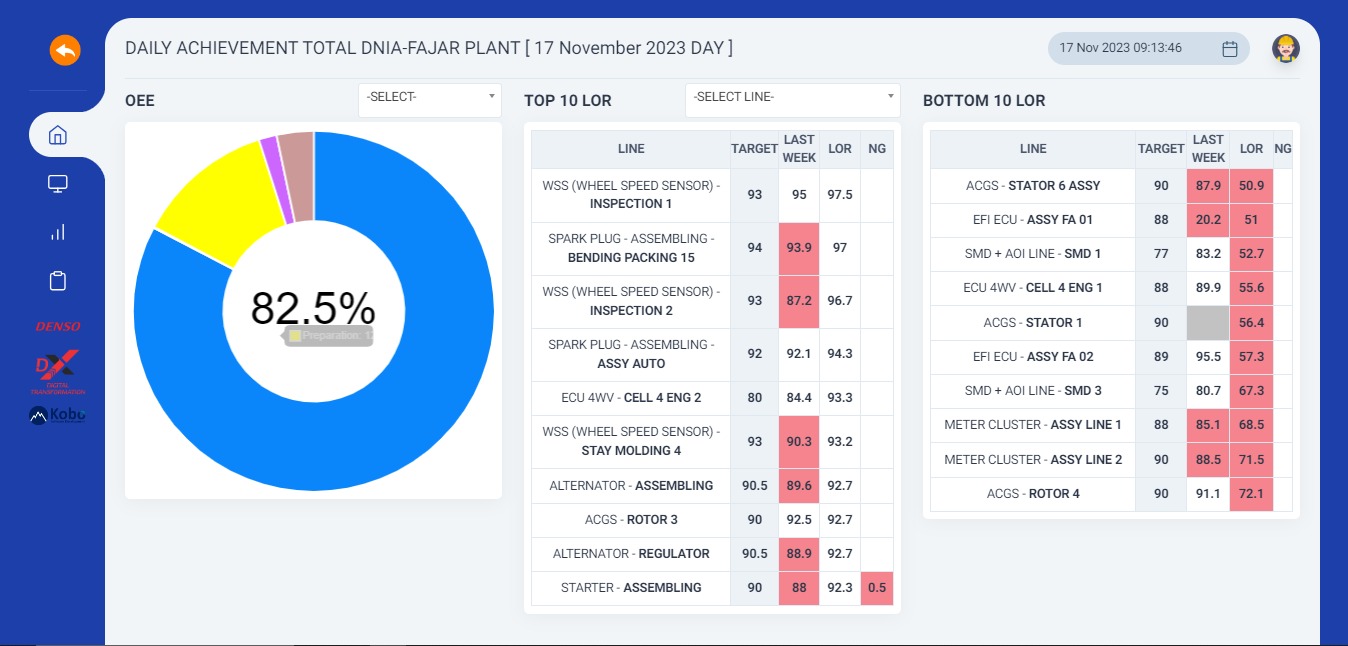 DAILY ACHIEVEMENT TOTAL DNIA-FAJAR PLANT [ 17 November 2023 DAY ]
17 Nov 2023 09:13:46
OEE
-SELECT-
82.5%
Preparation: 1
DENSO
DX
DIGITAL
TRANSFORMATION
Kobo
TOP 10 LOR
-SELECT LINE-
LINE TARGET LAST WEEK LOR NG
WSS (WHEEL SPEED SENSOR) -
INSPECTION 1 93 95 97.5
SPARK PLUG - ASSEMBLING -
BENDING PACKING 15 94 93.9 97
WSS (WHEEL SPEED SENSOR) -
INSPECTION 2 93 87.2 96.7
SPARK PLUG - ASSEMBLING -
ASSY AUTO 92 92.1 94.3
ECU 4WV - CELL 4 ENG 2 80 84.4 93.3
WSS (WHEEL SPEED SENSOR) -
STAY MOLDING 4 93 90.3 93.2
ALTERNATOR - ASSEMBLING 90.5 89.6 92.7
ACGS - ROTOR 3 90 92.5 92.7
ALTERNATOR - REGULATOR 90.5 88.9 92.7
STARTER - ASSEMBLING 90 88 92.3 0.5
BOTTOM 10 LOR
LINE TARGET LAST WEEK LOR NG
ACGS - STATOR 6 ASSY 90 87.9 50.9
EFI ECU - ASSY FA 01 88 20.2 51
SMD + AOI LINE - SMD 1 77 83.2 52.7
ECU 4WV - CELL 4 ENG 1 88 89.9 55.6
ACGS - STATOR 1 90 56.4
EFI ECU - ASSY FA 02 89 95.5 57.3
SMD + AOI LINE - SMD 3 75 80.7 67.3
METER CLUSTER - ASSY LINE 1 88 85.1 68.5
METER CLUSTER - ASSY LINE 2 90 88.5 71.5
ACGS - ROTOR 4 90 91.1 72.1